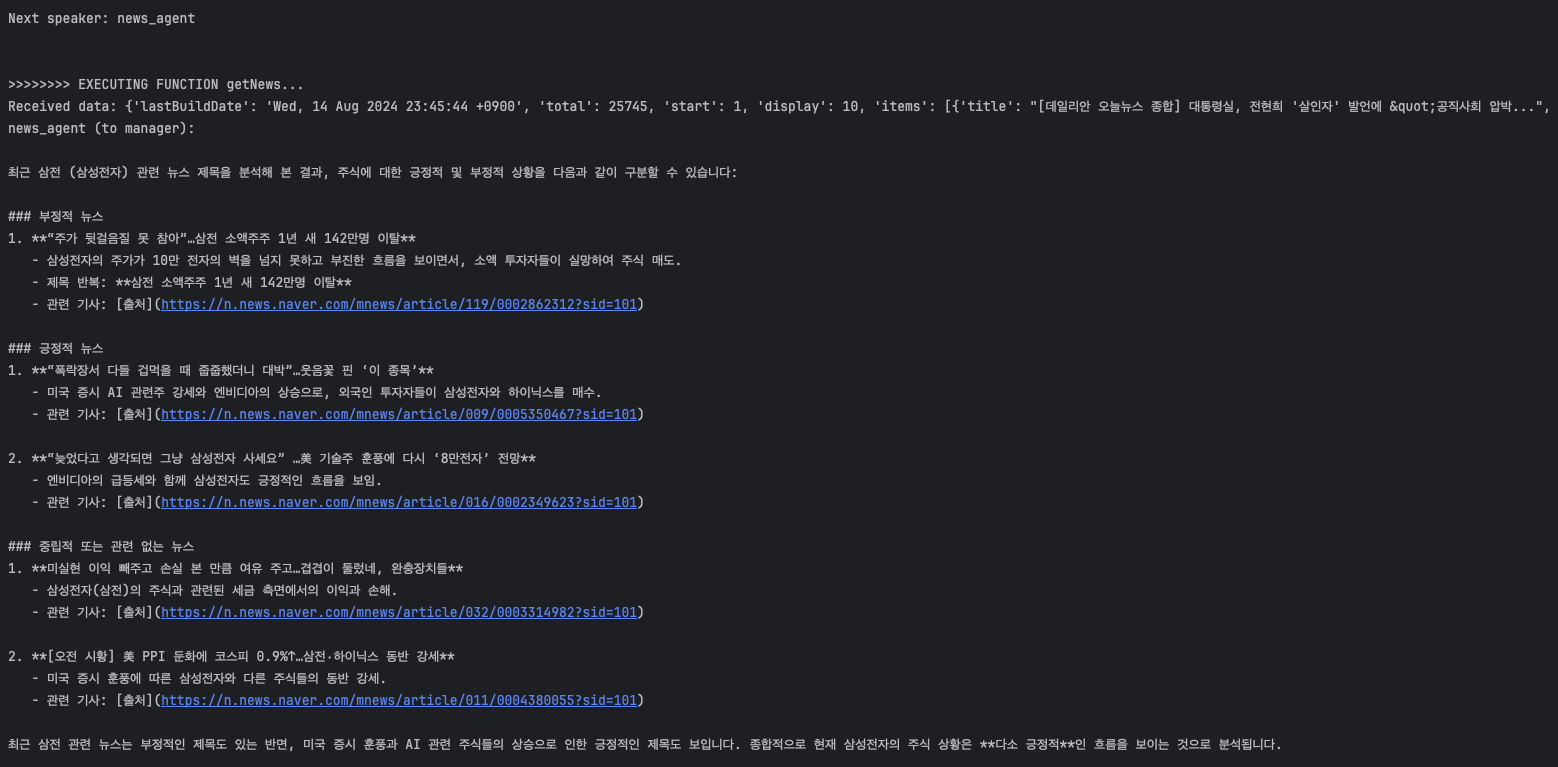 Next speaker: news_agent
>>>>>>>> EXECUTING FUNCTION getNews...
Received data: {'lastBuildDate': 'Wed, 14 Aug 2024 23:45:44 +0900', 'total': 25745, 'start': 1, 'display': 10, 'items': [{'title': "[데일리안 오늘뉴스 종합] 대통령실, 전현희 '살인자' 발언에 &quot;공직사회 압박...",
news_agent (to manager):
최근 삼전 (삼성전자) 관련 뉴스 제목을 분석해 본 결과, 주식에 대한 긍정적 및 부정적 상황을 다음과 같이 구분할 수 있습니다:
### 부정적 뉴스
1. **“주가 뒷걸음질 못 참아”…삼전 소액주주 1년 새 142만명 이탈**
- 삼성전자의 주가가 10만 전자의 벽을 넘지 못하고 부진한 흐름을 보이면서, 소액 투자자들이 실망하여 주식 매도.
- 제목 반복: **삼전 소액주주 1년 새 142만명 이탈**
- 관련 기사: [출처](https://n.news.naver.com/mnews/article/119/0002862312?sid=101)
### 긍정적 뉴스
1. **“폭락장서 다들 겁먹을 때 줍줍했더니 대박”…웃음꽃 핀 ‘이 종목’**
- 미국 증시 AI 관련주 강세와 엔비디아의 상승으로, 외국인 투자자들이 삼성전자와 하이닉스를 매수.
- 관련 기사: [출처](https://n.news.naver.com/mnews/article/009/0005350467?sid=101)
2. **“늦었다고 생각되면 그냥 삼성전자 사세요” …美 기술주 훈풍에 다시 ‘8만전자’ 전망**
- 엔비디아의 급등세와 함께 삼성전자도 긍정적인 흐름을 보임.
- 관련 기사: [출처](https://n.news.naver.com/mnews/article/016/0002349623?sid=101)
### 중립적 또는 관련 없는 뉴스
1. **미실현 이익 빼주고 손실 본 만큼 여유 주고…겹겹이 둘렀네, 완충장치들**
- 삼성전자(삼전)의 주식과 관련된 세금 측면에서의 이익과 손해.
- 관련 기사: [출처](https://n.news.naver.com/mnews/article/032/0003314982?sid=101)
2. **[오전 시황] 美 PPI 둔화에 코스피 0.9%↑…삼전·하이닉스 동반 강세**
- 미국 증시 훈풍에 따른 삼성전자와 다른 주식들의 동반 강세.
- 관련 기사: [출처](https://n.news.naver.com/mnews/article/011/0004380055?sid=101)
최근 삼전 관련 뉴스는 부정적인 제목도 있는 반면, 미국 증시 훈풍과 AI 관련 주식들의 상승으로 인한 긍정적인 제목도 보입니다. 종합적으로 현재 삼성전자의 주식 상황은 **다소 긍정적**인 흐름을 보이는 것으로 분석됩니다.